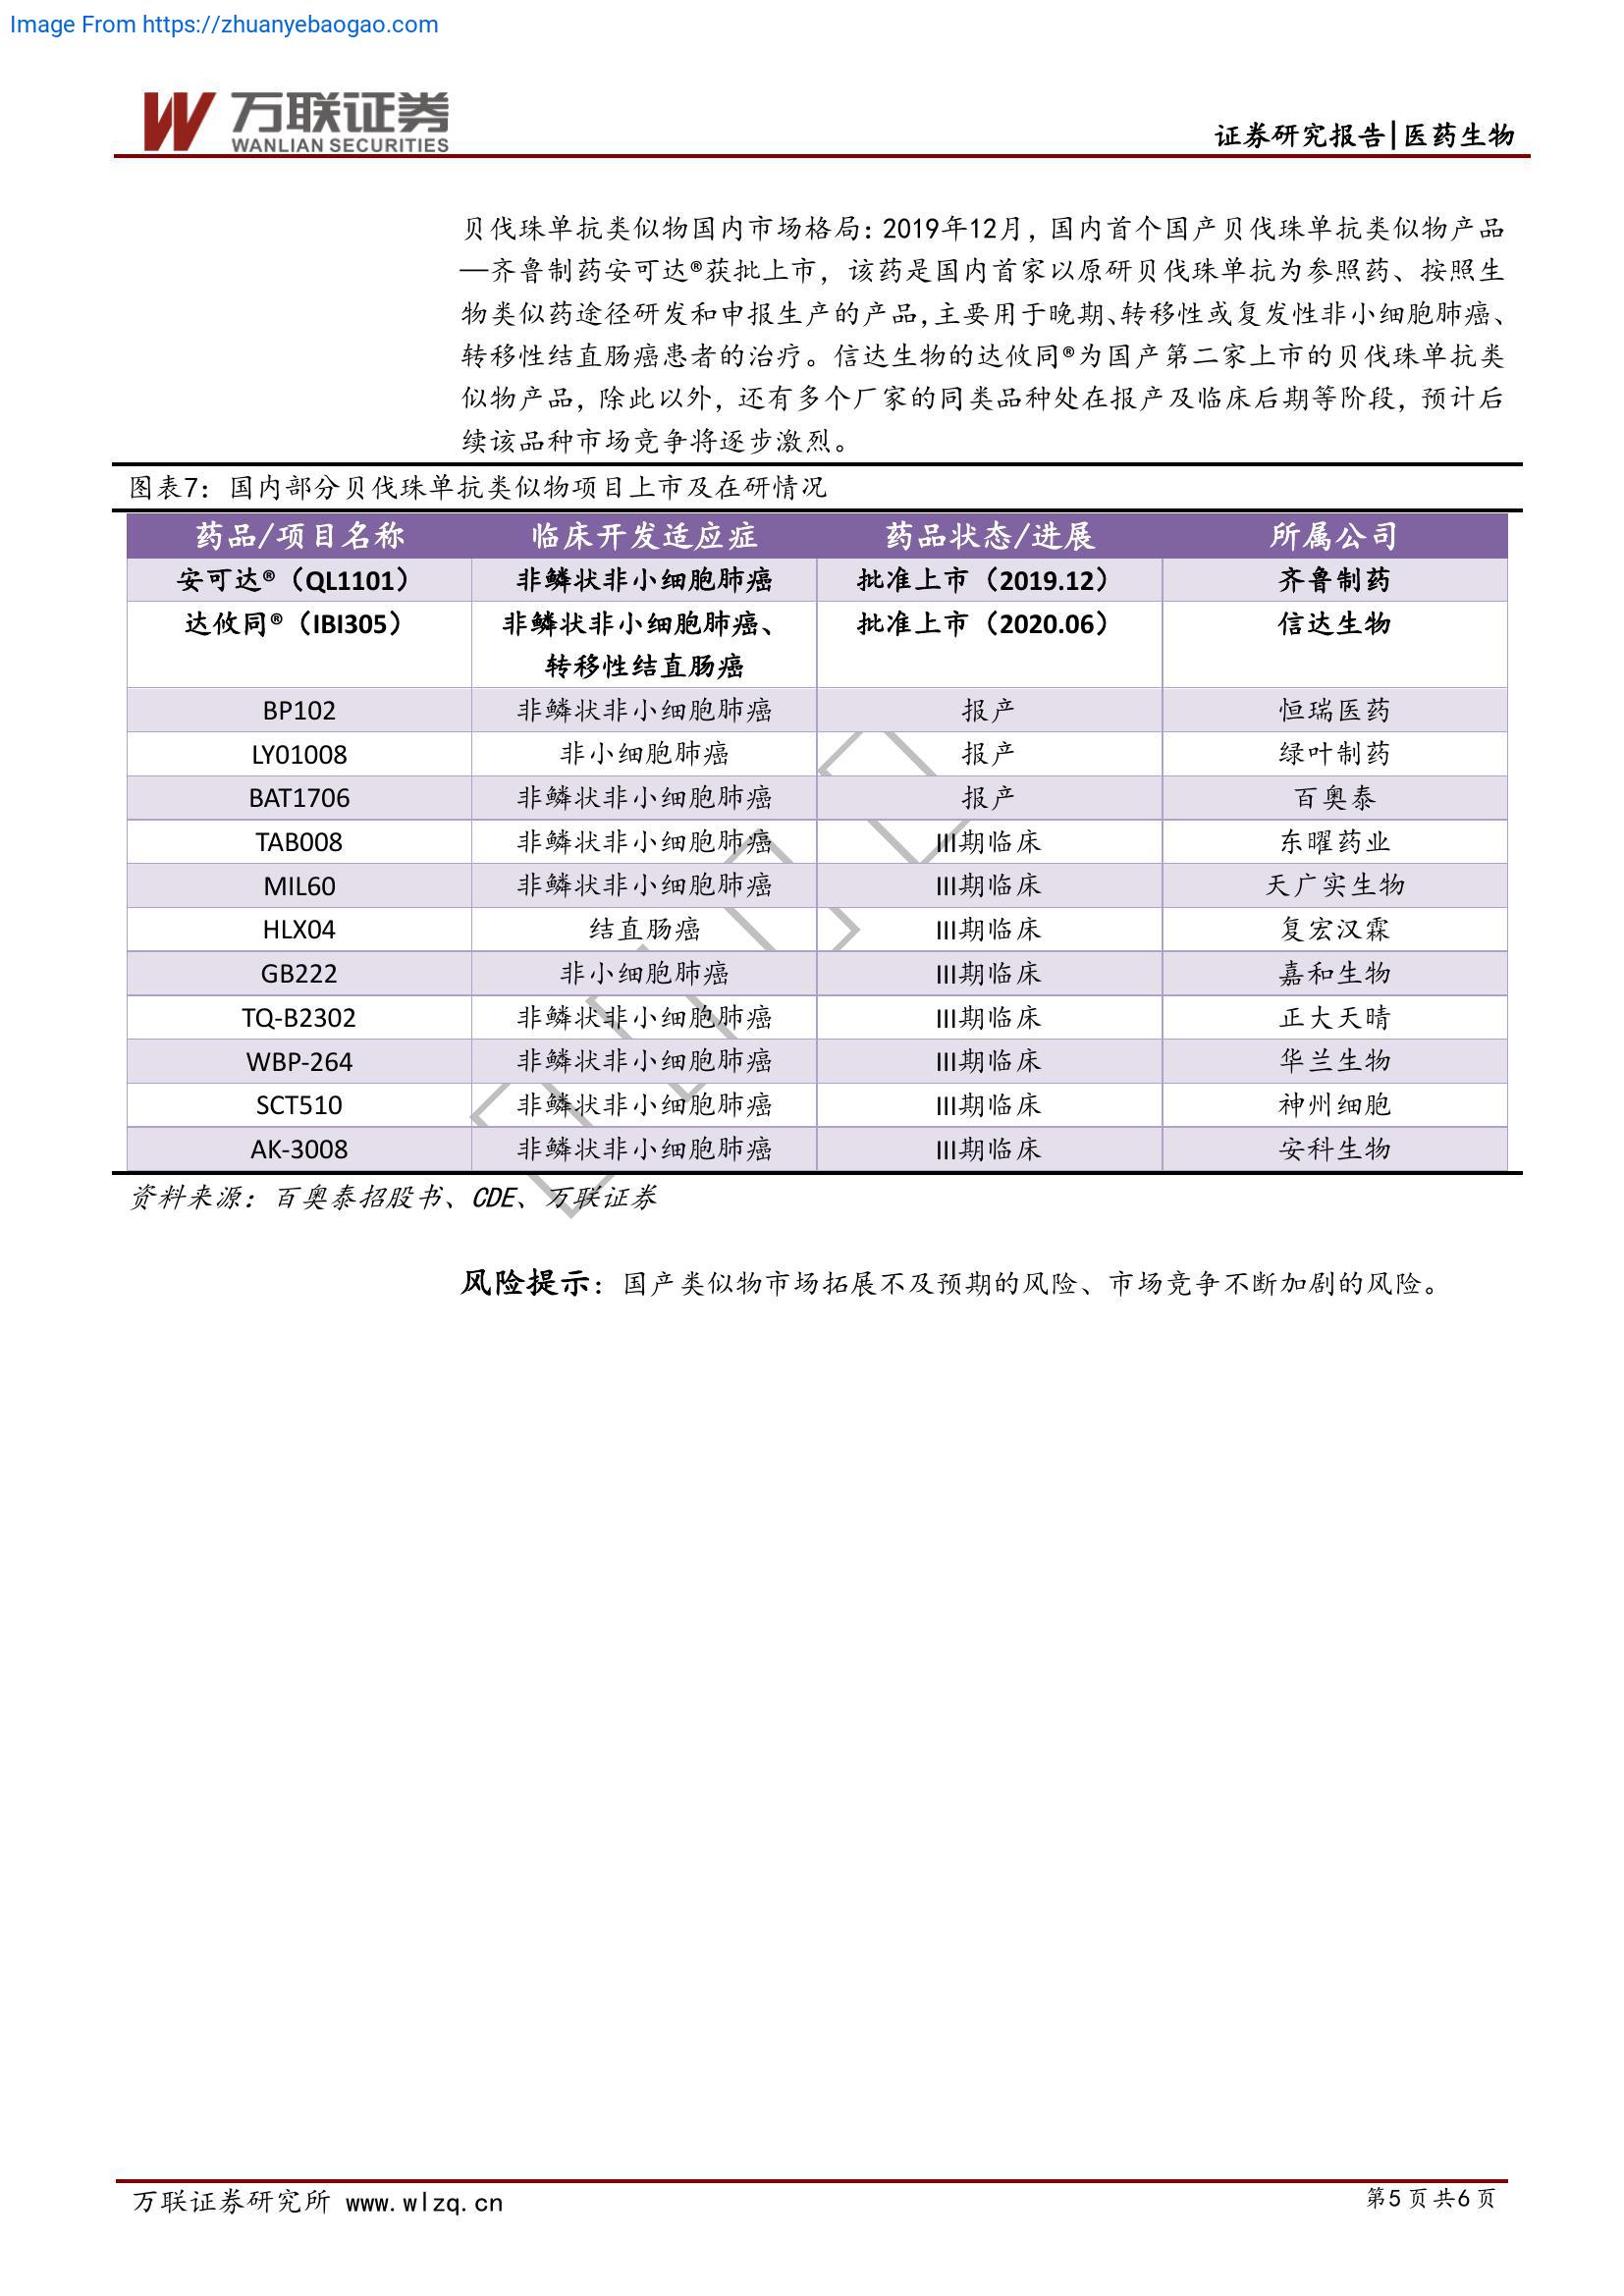 Image From https://zhuanyebaogao.com
万联证券
WANLIAN SECURITIES
证券研究报告|医药生物
贝伐珠单抗类似物国内市场格局：2019年12月，国内首个国产贝伐珠单抗类似物产品
—齐鲁制药安可达®获批上市，该药是国内首家以原研贝伐珠单抗为参照药、按照生
物类似药途径研发和申报生产的产品，主要用于晚期、转移性或复发性非小细胞肺癌、
转移性结直肠癌患者的治疗。信达生物的达攸同®为国产第二家上市的贝伐珠单抗类
似物产品，除此以外，还有多个厂家的同类品种处在报产及临床后期等阶段，预计后
续该品种市场竞争将逐步激烈。
图表7：国内部分贝伐珠单抗类似物项目上市及在研情况
药品/项目名称 临床开发适应症 药品状态/进展 所属公司
安可达®（QL1101） 非鳞状非小细胞肺癌 批准上市（2019.12） 齐鲁制药
达攸同®（IBI305） 非鳞状非小细胞肺癌、 批准上市（2020.06） 信达生物
转移性结直肠癌
BP102 非鳞状非小细胞肺癌 报产 恒瑞医药
LY01008 非小细胞肺癌 报产 绿叶制药
BAT1706 非鳞状非小细胞肺癌 报产 百奥泰
TAB008 非鳞状非小细胞肺癌 III期临床 东曜药业
MIL60 非鳞状非小细胞肺癌 III期临床 天广实生物
HLX04 结直肠癌 III期临床 复宏汉霖
GB222 非小细胞肺癌 III期临床 嘉和生物
TQ-B2302 非鳞状非小细胞肺癌 III期临床 正大天晴
WBP-264 非鳞状非小细胞肺癌 III期临床 华兰生物
SCT510 非鳞状非小细胞肺癌 III期临床 神州细胞
AK-3008 非鳞状非小细胞肺癌 III期临床 安科生物
资料来源：百奥泰招股书、CDE、万联证券
风险提示：国产类似物市场拓展不及预期的风险、市场竞争不断加剧的风险。
万联证券研究所 www.wlzq.cn
第5页共6页